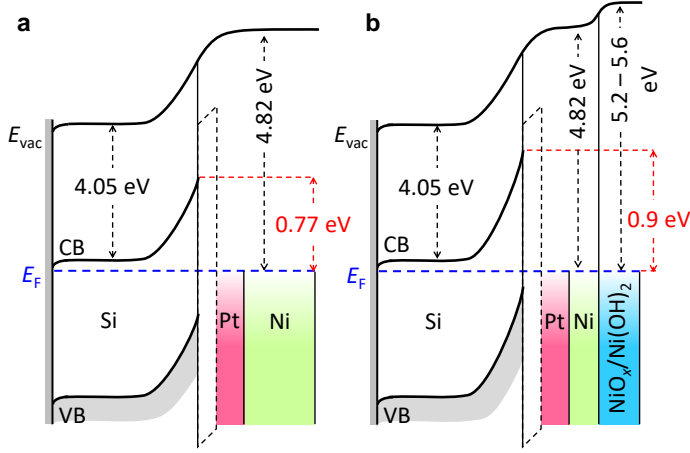 a
E_vac
4.05 eV
4.82 eV
0.77 eV
CB
E_F
Si
Pt
Ni
VB
b
E_vac
4.05 eV
4.82 eV
5.2 – 5.6
eV
0.9 eV
CB
E_F
Si
Pt
Ni
NiO_x/Ni(OH)_2
VB